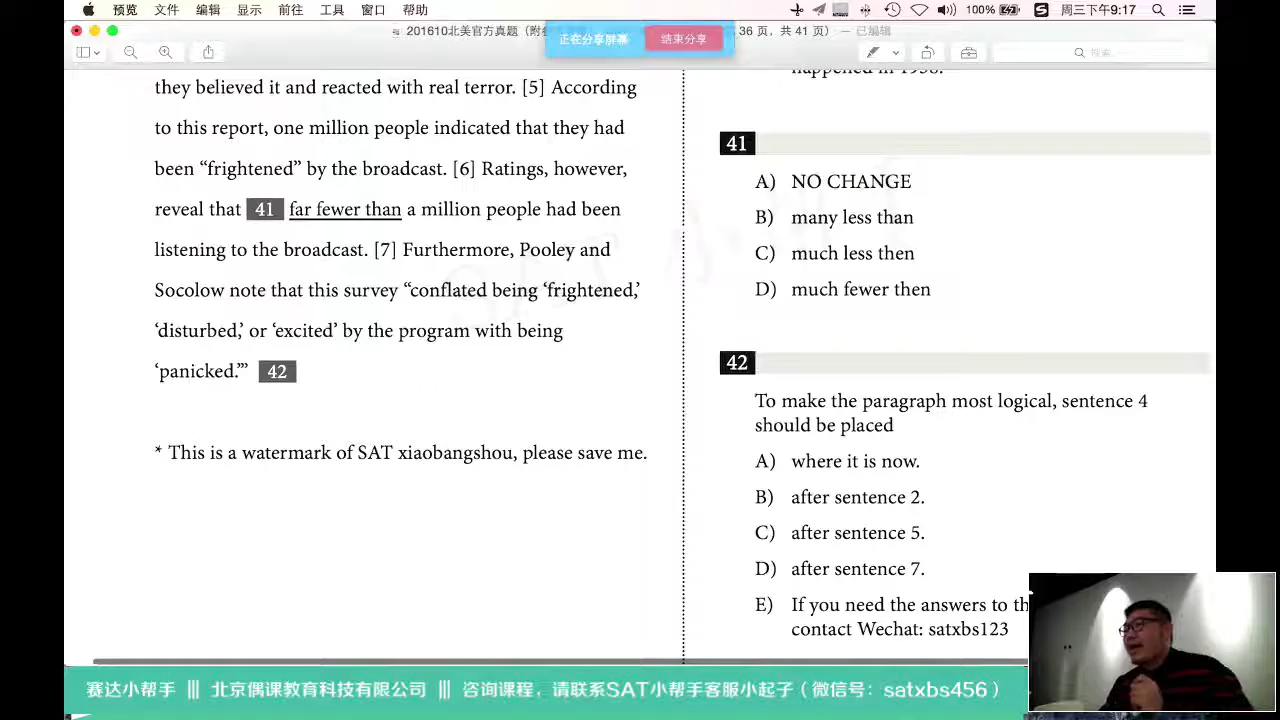 预览 文件 编辑 显示 前往 工具 窗口 帮助
100%
周三下午9:17
201610北美官方真题
36 页，共 41 页） — 已编辑
正在分享屏幕
结束分享
搜索
they believed it and reacted with real terror. [5] According
to this report, one million people indicated that they had
been “frightened” by the broadcast. [6] Ratings, however,
reveal that 41 far fewer than a million people had been
listening to the broadcast. [7] Furthermore, Pooley and
Socolow note that this survey “conflated being ‘frightened,’
‘disturbed,’ or ‘excited’ by the program with being
‘panicked.’” 42
* This is a watermark of SAT xiaobangshou, please save me.
happened in 1938.
41
A) NO CHANGE
B) many less than
C) much less then
D) much fewer then
42
To make the paragraph most logical, sentence 4
should be placed
A) where it is now.
B) after sentence 2.
C) after sentence 5.
D) after sentence 7.
E) If you need the answers to th
contact Wechat: satxbs123
赛达小帮手 ||| 北京偶课教育科技有限公司 ||| 咨询课程，请联系SAT小帮手客服小起子（微信号：satxbs456）